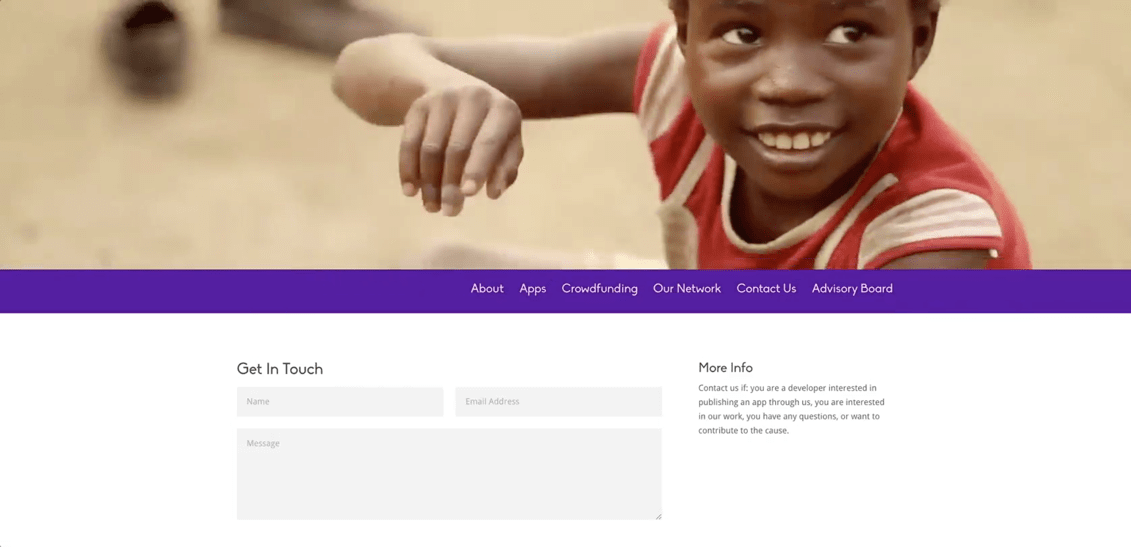 About Apps Crowdfunding Our Network Contact Us Advisory Board
Get In Touch
Name
Email Address
Message
More Info
Contact us if: you are a developer interested in
publishing an app through us, you are interested
in our work, you have any questions, or want to
contribute to the cause.